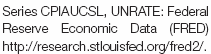 Series CPIAUCSL, UNRATE: Federal
Reserve Economic Data (FRED)
http://research.stlouisfed.org/fred2/.